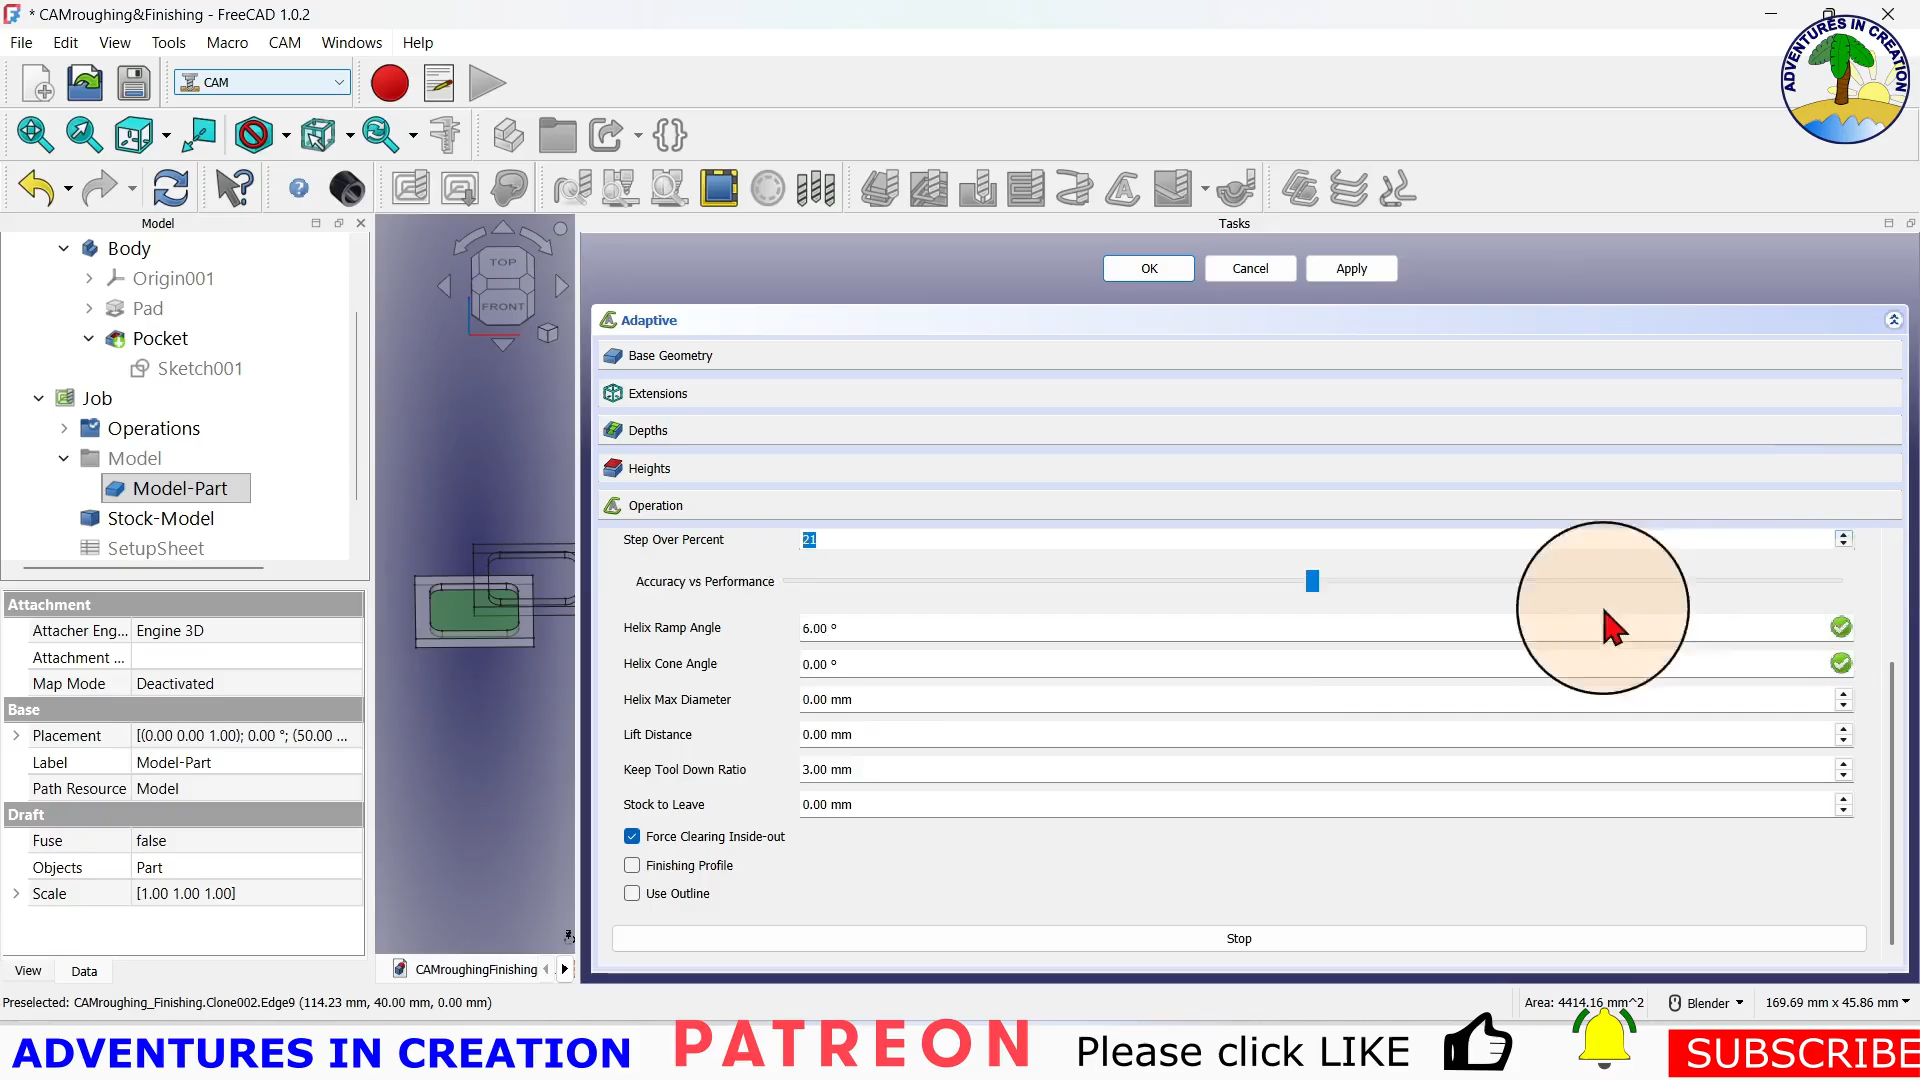 * CAMroughing&Finishing - FreeCAD 1.0.2
File Edit View Tools Macro CAM Windows Help
CAM
ADVENTURES IN CREATION
Model
Tasks
Body
Origin001
Pad
Pocket
Sketch001
Job
Operations
Model
Model-Part
Stock-Model
SetupSheet
TOP
FRONT
OK Cancel Apply
Adaptive
Base Geometry
Extensions
Depths
Heights
Operation
Step Over Percent 21
Accuracy vs Performance
Helix Ramp Angle 6.00 º
Helix Cone Angle 0.00 º
Helix Max Diameter 0.00 mm
Lift Distance 0.00 mm
Keep Tool Down Ratio 3.00 mm
Stock to Leave 0.00 mm
Force Clearing Inside-out
Finishing Profile
Use Outline
Stop
Attachment
Attacher Eng... Engine 3D
Attachment ...
Map Mode Deactivated
Base
Placement [(0.00 0.00 1.00); 0.00 °; (50.00 ...
Label Model-Part
Path Resource Model
Draft
Fuse false
Objects Part
Scale [1.00 1.00 1.00]
View Data
CAMroughingFinishing
Preselected: CAMroughing_Finishing.Clone002.Edge9 (114.23 mm, 40.00 mm, 0.00 mm)
Area: 4414.16 mm^2 Blender 169.69 mm x 45.86 mm
ADVENTURES IN CREATION PATREON Please click LIKE SUBSCRIBE